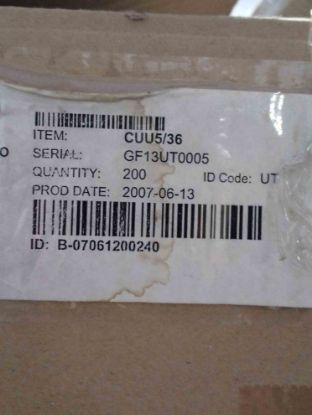 ITEM: CUU5/36
O SERIAL: GF13UT0005
QUANTITY: 200 ID Code: UT
PROD DATE: 2007-06-13
ID: B-07061200240